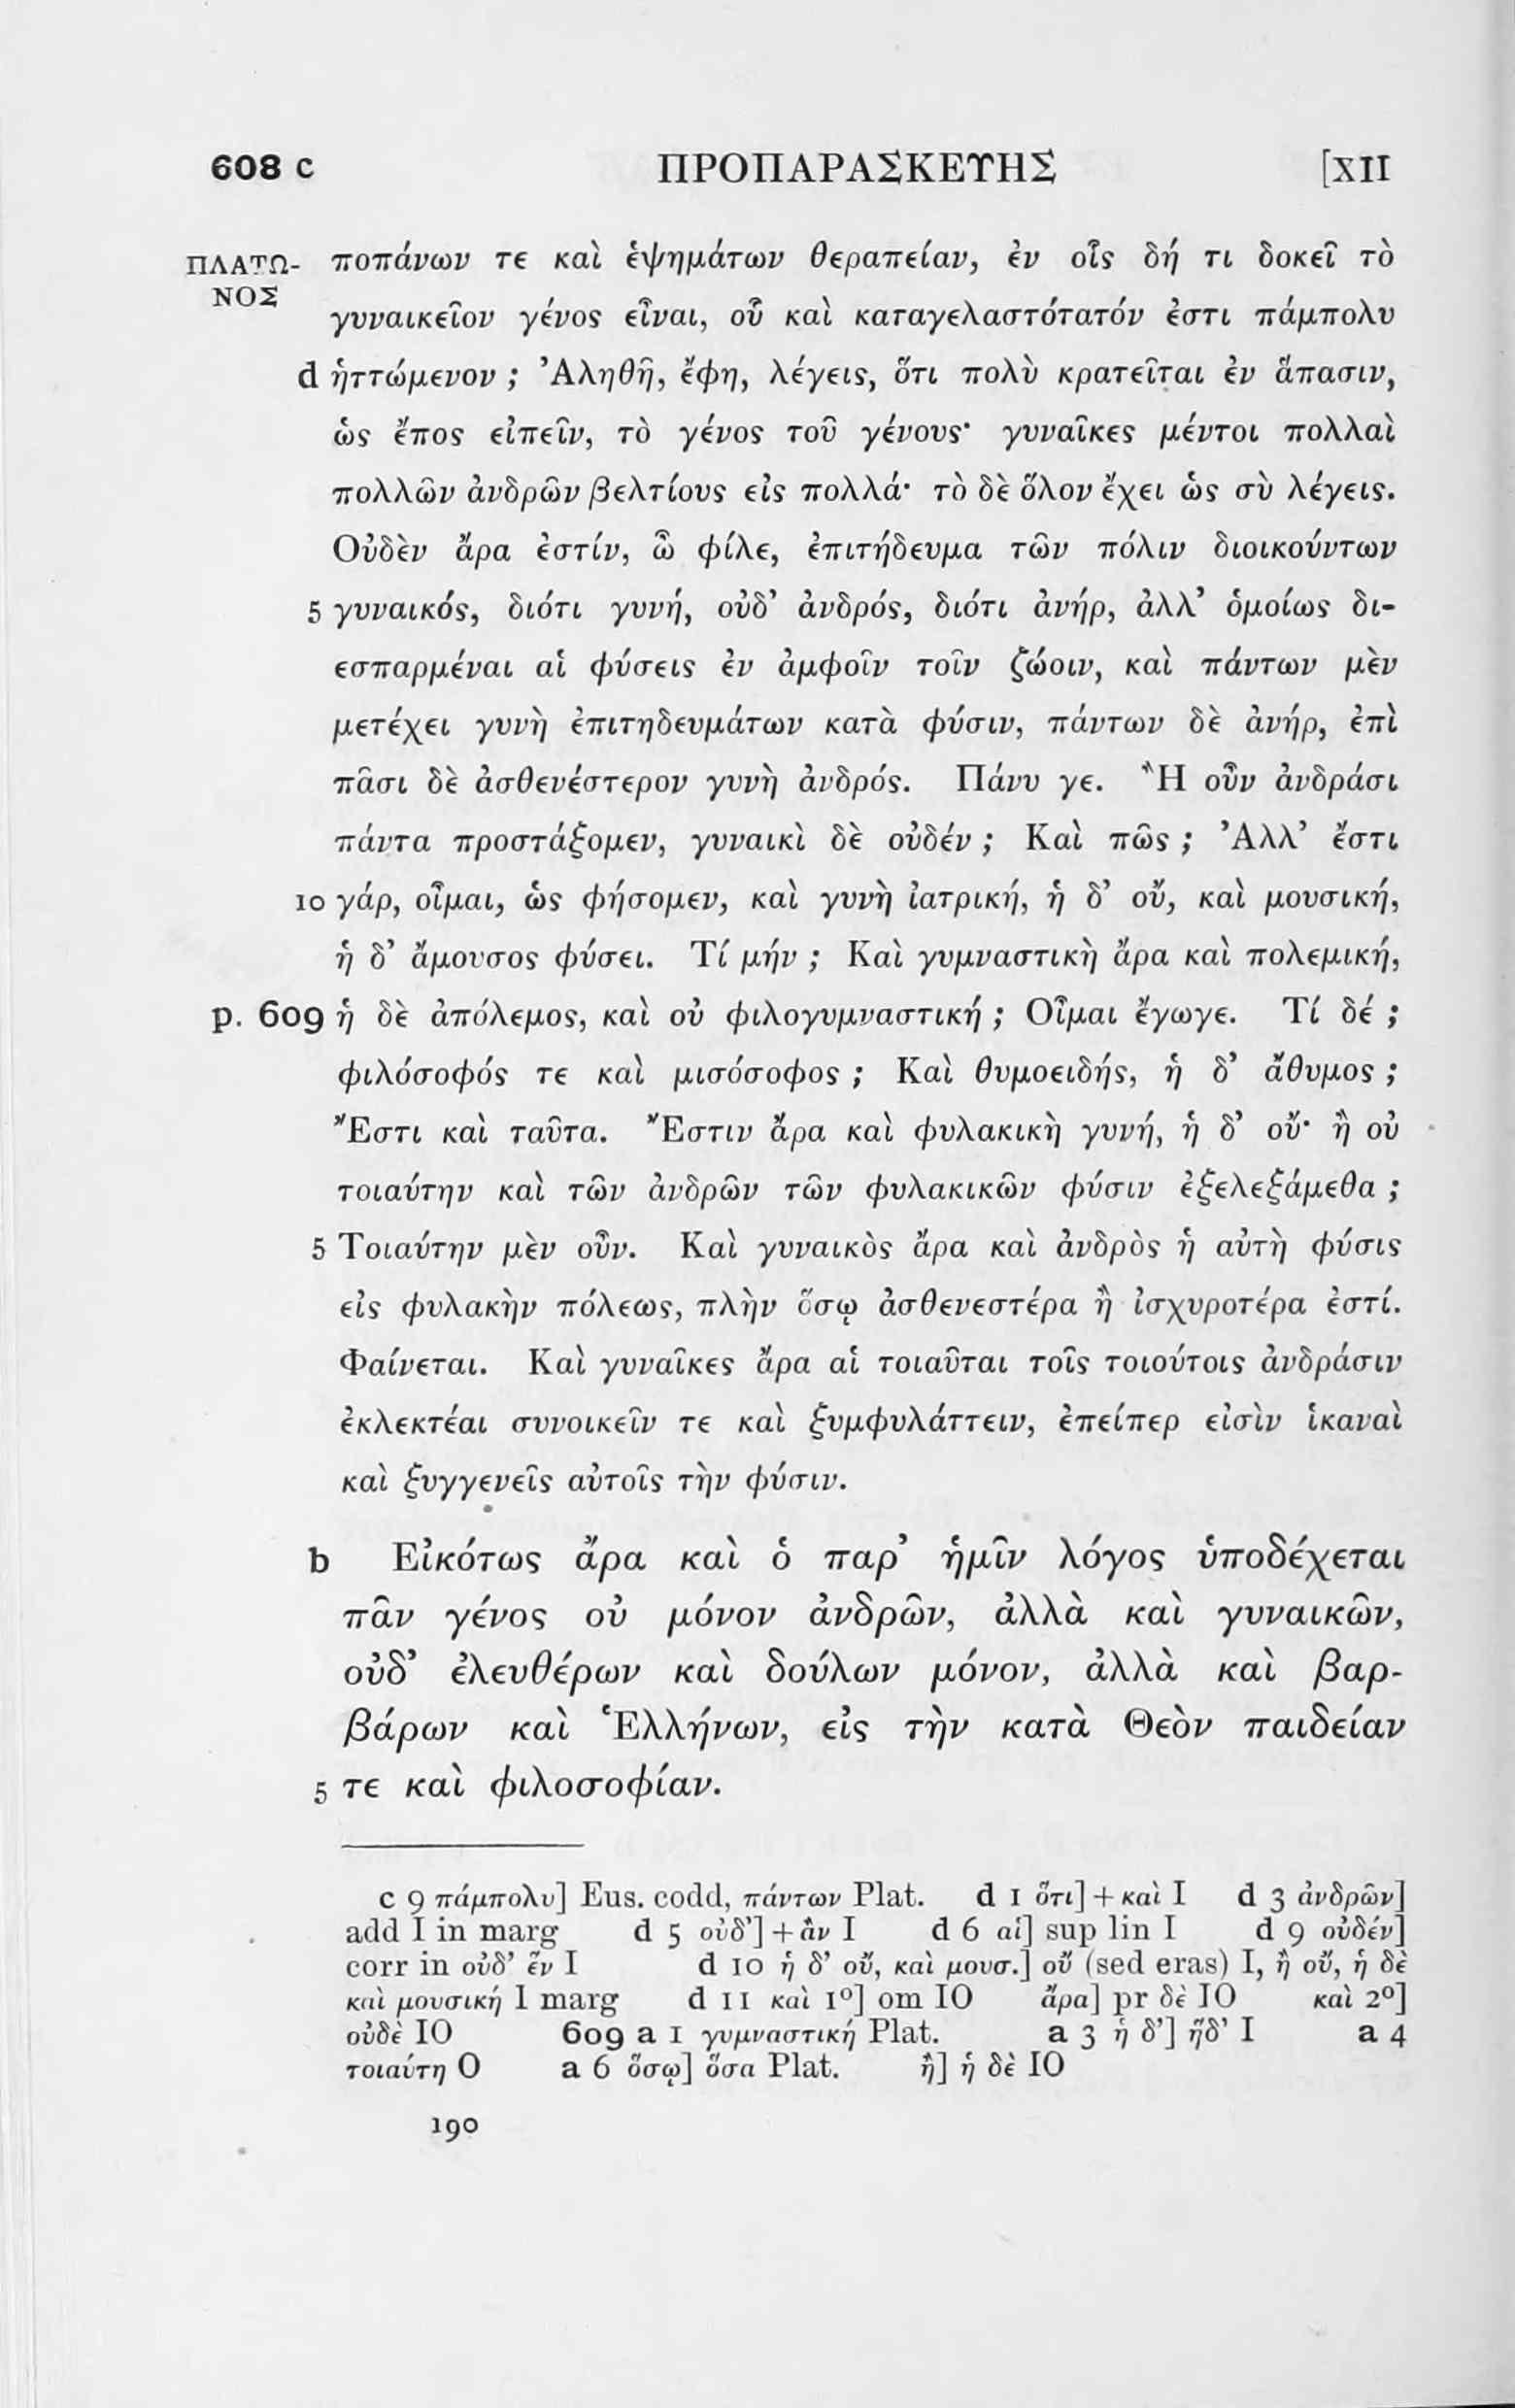 608 c ΠΡΟΠΑΡΑΣΚΕΥΗΣ [XII
ΠΛΑΤΩ- ποπάνων τε καὶ ἑψημάτων θεραπείαν, ἐν οἷς δή τι δοκεῖ τὸ
ΝΟΣ γυναικεῖον γένος εἶναι, οὗ καὶ καταγελαστότατόν ἐστι πάμπολυ
d ἡττώμενον ; Ἀληθῆ, ἔφη, λέγεις, ὅτι πολὺ κρατεῖται ἐν ἅπασιν,
ὡς ἔπος εἰπεῖν, τὸ γένος τοῦ γένους· γυναῖκες μέντοι πολλαὶ
πολλῶν ἀνδρῶν βελτίους εἰς πολλά· τὸ δὲ ὅλον ἔχει ὡς σὺ λέγεις.
Οὐδὲν ἄρα ἐστίν, ὦ φίλε, ἐπιτήδευμα τῶν πόλιν διοικούντων
5 γυναικός, διότι γυνή, οὐδ’ ἀνδρός, διότι ἀνήρ, ἀλλ’ ὁμοίως δι-
εσπαρμέναι αἱ φύσεις ἐν ἀμφοῖν τοῖν ζώοιν, καὶ πάντων μὲν
μετέχει γυνὴ ἐπιτηδευμάτων κατὰ φύσιν, πάντων δὲ ἀνήρ, ἐπὶ
πᾶσι δὲ ἀσθενέστερον γυνὴ ἀνδρός. Πάνυ γε. Ἢ οὖν ἀνδράσι
πάντα προστάξομεν, γυναικὶ δὲ οὐδέν ; Καὶ πῶς ; Ἀλλ’ ἔστι
10 γάρ, οἶμαι, ὡς φήσομεν, καὶ γυνὴ ἰατρική, ἡ δ’ οὔ, καὶ μουσική,
ἡ δ’ ἄμουσος φύσει. Τί μήν ; Καὶ γυμναστικὴ ἄρα καὶ πολεμική,
p. 609 ἡ δὲ ἀπόλεμος, καὶ οὐ φιλογυμναστική ; Οἶμαι ἔγωγε. Τί δέ ;
φιλόσοφός τε καὶ μισόσοφος ; Καὶ θυμοειδής, ἡ δ’ ἄθυμος ;
Ἔστι καὶ ταῦτα. Ἔστιν ἄρα καὶ φυλακικὴ γυνή, ἡ δ’ οὔ· ἢ οὐ
τοιαύτην καὶ τῶν ἀνδρῶν τῶν φυλακικῶν φύσιν ἐξελεξάμεθα ;
5 Τοιαύτην μὲν οὖν. Καὶ γυναικὸς ἄρα καὶ ἀνδρὸς ἡ αὐτὴ φύσις
εἰς φυλακὴν πόλεως, πλὴν ὅσῳ ἀσθενεστέρα ἢ ἰσχυροτέρα ἐστί.
Φαίνεται. Καὶ γυναῖκες ἄρα αἱ τοιαῦται τοῖς τοιούτοις ἀνδράσιν
ἐκλεκτέαι συνοικεῖν τε καὶ ξυμφυλάττειν, ἐπείπερ εἰσὶν ἱκαναὶ
καὶ ξυγγενεῖς αὐτοῖς τὴν φύσιν.
b Εἰκότως ἄρα καὶ ὁ παρ’ ἡμῖν λόγος ὑποδέχεται
πᾶν γένος οὐ μόνον ἀνδρῶν, ἀλλὰ καὶ γυναικῶν,
οὐδ’ ἐλευθέρων καὶ δούλων μόνον, ἀλλὰ καὶ βαρ-
βάρων καὶ Ἑλλήνων, εἰς τὴν κατὰ Θεὸν παιδείαν
5 τε καὶ φιλοσοφίαν.
c 9 πάμπολυ] Eus. codd, πάντων Plat. d 1 ὅτι] + καὶ I d 3 ἀνδρῶν]
add I in marg d 5 οὐδ’] + ἂν I d 6 αἱ] sup lin I d 9 οὐδέν]
corr in οὐδ’ ἓν I d 10 ἡ δ’ οὔ, καὶ μουσ.] οὔ (sed eras) I, ἢ οὔ, ἡ δὲ
καὶ μουσική I marg d 11 καὶ 1º] om IO ἄρα] pr δὲ IO καὶ 2º]
οὐδὲ IO 609 a 1 γυμναστική Plat. a 3 ἡ δ’] ἥδ’ I a 4
τοιαύτη O a 6 ὅσῳ] ὅσα Plat. ἢ] ἡ δὲ IO
190